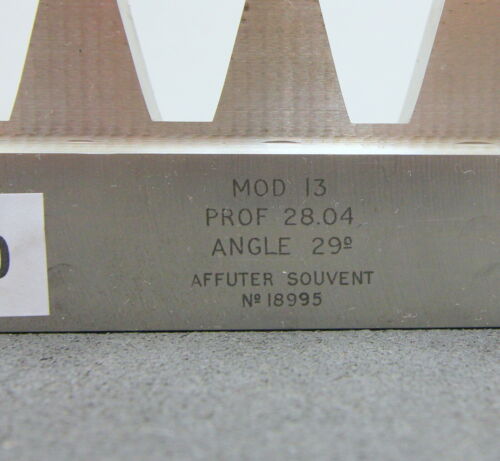 MOD 13
PROF 28.04
ANGLE 29º
AFFUTER SOUVENT
Nº 18995